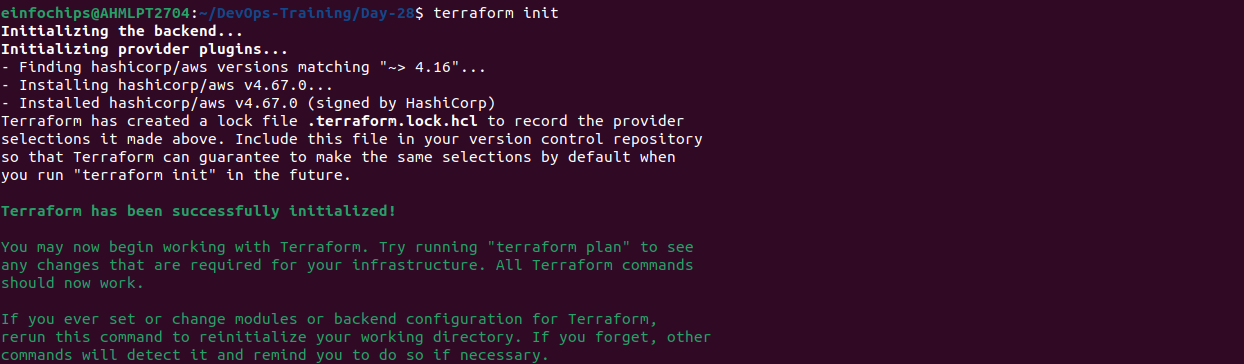 einfochips@AHMLPT2704:~/DevOps-Training/Day-28$ terraform init
Initializing the backend...
Initializing provider plugins...
- Finding hashicorp/aws versions matching "~> 4.16"...
- Installing hashicorp/aws v4.67.0...
- Installed hashicorp/aws v4.67.0 (signed by HashiCorp)
Terraform has created a lock file .terraform.lock.hcl to record the provider
selections it made above. Include this file in your version control repository
so that Terraform can guarantee to make the same selections by default when
you run "terraform init" in the future.

Terraform has been successfully initialized!

You may now begin working with Terraform. Try running "terraform plan" to see
any changes that are required for your infrastructure. All Terraform commands
should now work.

If you ever set or change modules or backend configuration for Terraform,
rerun this command to reinitialize your working directory. If you forget, other
commands will detect it and remind you to do so if necessary.